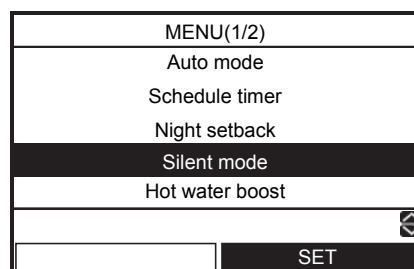 MENU(1/2)
Auto mode
Schedule timer
Night setback
Silent mode
Hot water boost
SET